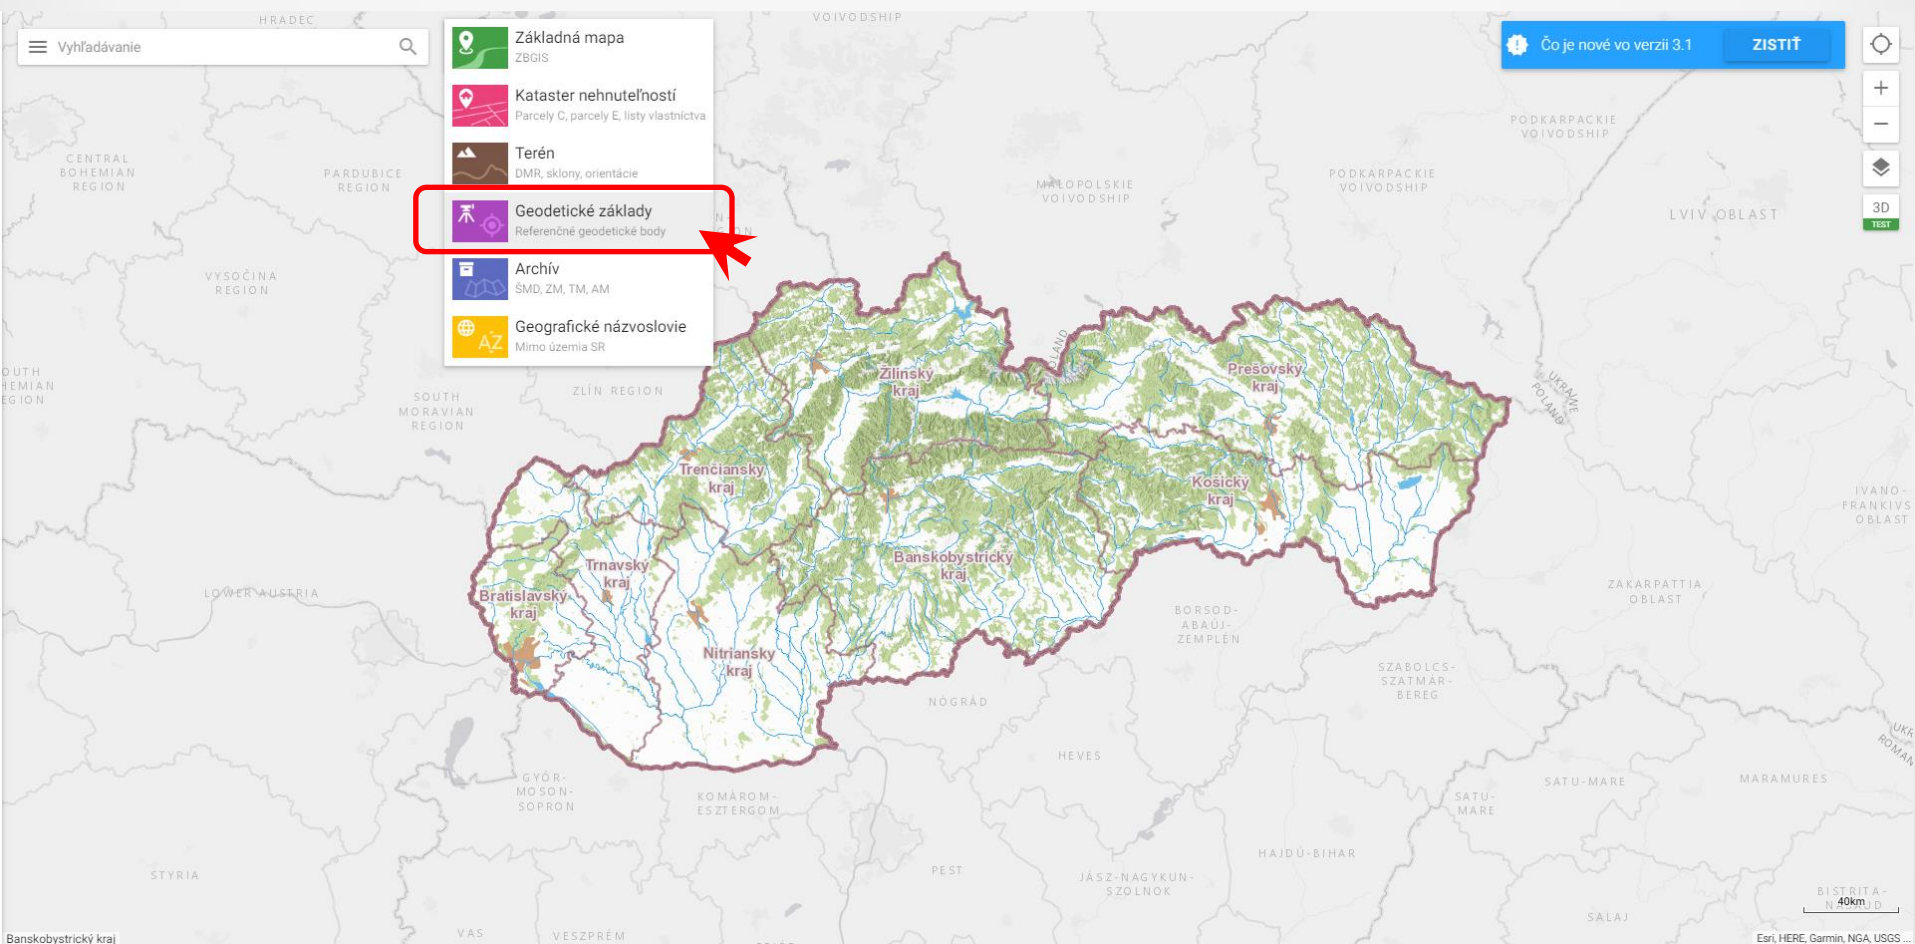 HRADEC
VOIVODSHIP
Vyhľadávanie
Základná mapa
ZBGIS
Kataster nehnuteľností
Parcely C, parcely E, listy vlastníctva
Terén
DMR, sklony, orientácie
Geodetické základy
Referenčné geodetické body
Archív
ŠMD, ZM, TM, AM
Geografické názvoslovie
Mimo územia SR
Čo je nové vo verzii 3.1
ZISTIŤ
3D
TEST
CENTRAL
BOHEMIAN
REGION
PARDUBICE
REGION
MAŁOPOLSKIE
VOIVODSHIP
PODKARPACKIE
VOIVODSHIP
PODKARPACKIE
VOIVODSHIP
LVIV OBLAST
VYSOČINA
REGION
ZLÍN REGION
SOUTH
MORAVIAN
REGION
POLAND
UKRAINE
POLAND
Žilinský
kraj
Prešovský
kraj
Trenčiansky
kraj
Košický
kraj
Banskobystrický
kraj
Trnavský
kraj
Bratislavský
kraj
Nitriansky
kraj
IVANO-
FRANKIVS
OBLAST
LOWER AUSTRIA
ZAKARPATTIA
OBLAST
BORSOD-
ABAÚJ-
ZEMPLÉN
SZABOLCS-
SZATMÁR-
BEREG
NÓGRÁD
HEVES
GYŐR-
MOSON-
SOPRON
KOMÁROM-
ESZTERGOM
SATU-MARE
SATU-
MARE
MARAMURES
HAJDÚ-BIHAR
STYRIA
PEST
JÁSZ-NAGYKUN-
SZOLNOK
BISTRITA-
NASAUD
40km
SALAJ
VAS
VESZPRÉM
Banskobystrický kraj
Esri, HERE, Garmin, NGA, USGS ...